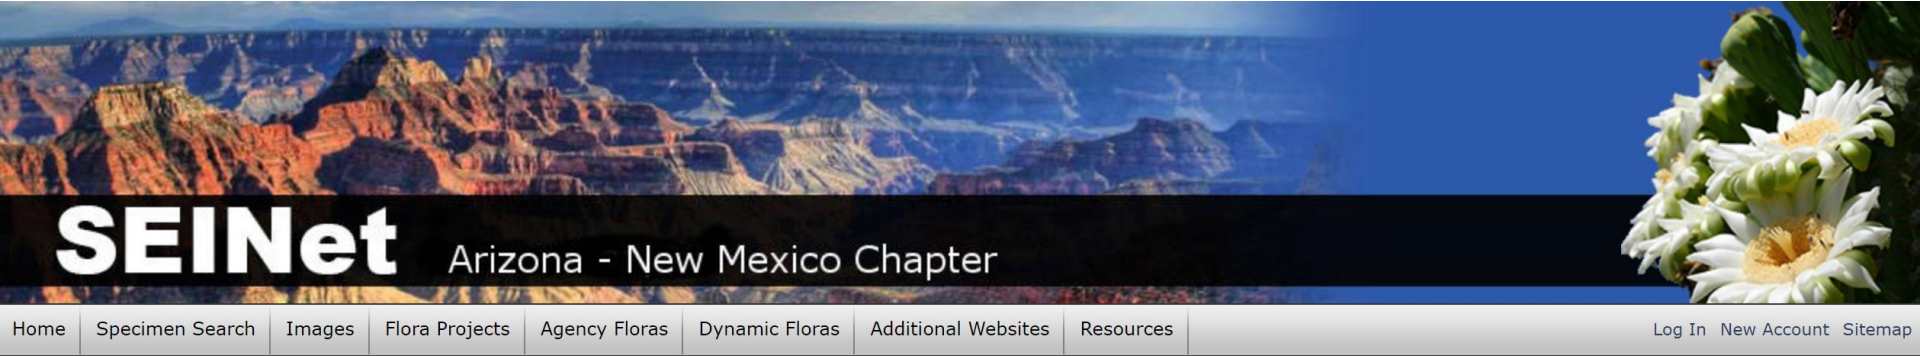 SEINet Arizona - New Mexico Chapter
Home Specimen Search Images Flora Projects Agency Floras Dynamic Floras Additional Websites Resources Log In New Account Sitemap